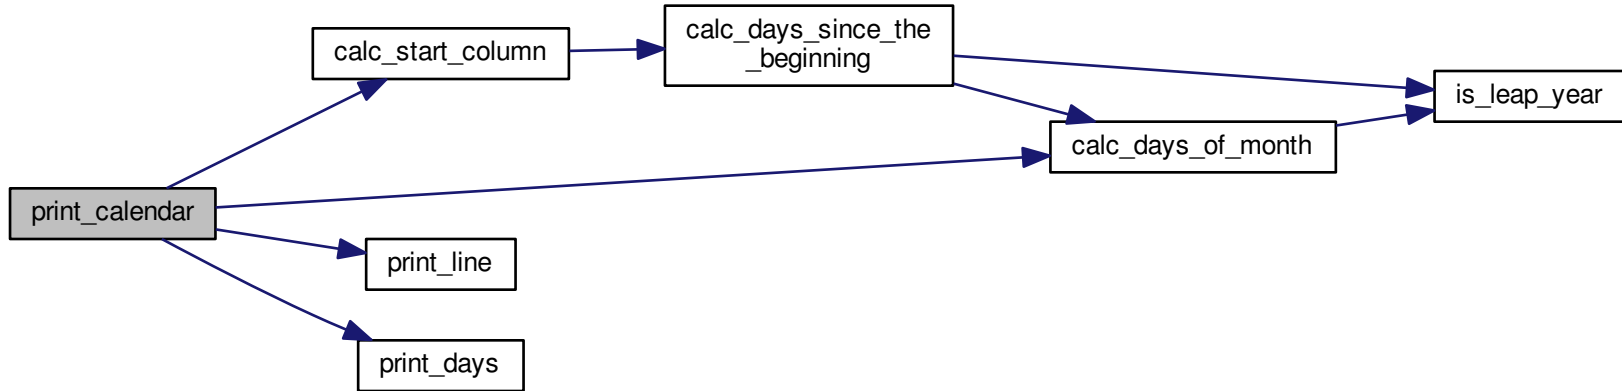 calc_days_since_the
_beginning
calc_start_column
is_leap_year
calc_days_of_month
print_calendar
print_line
print_days